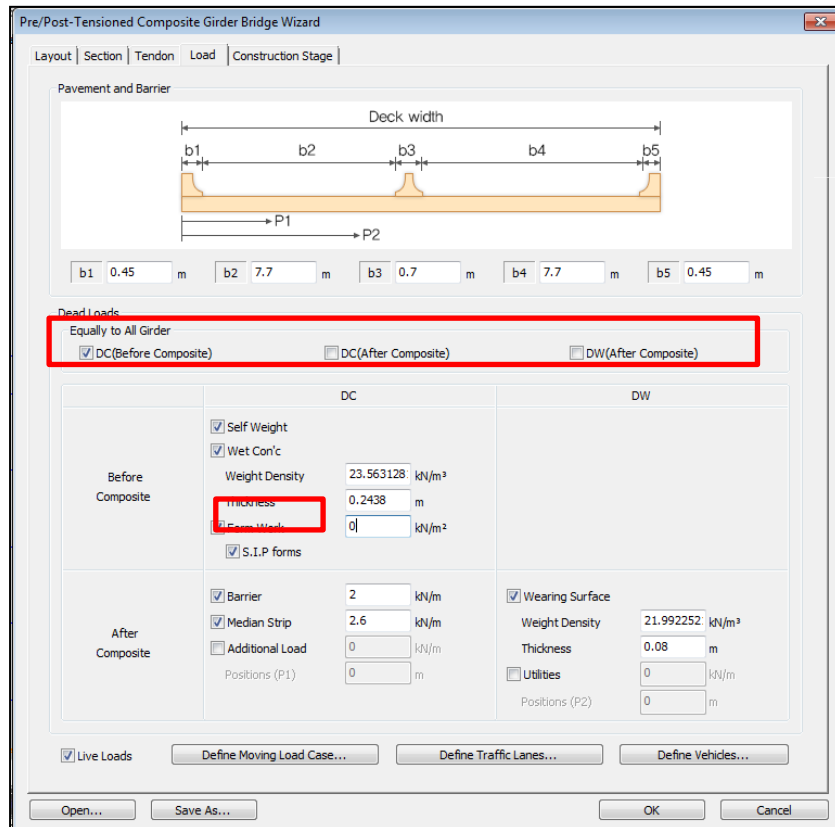 Pre/Post-Tensioned Composite Girder Bridge Wizard
Layout Section Tendon Load Construction Stage
Pavement and Barrier
Deck width
b1 b2 b3 b4 b5
P1
P2
b1 0.45 m b2 7.7 m b3 0.7 m b4 7.7 m b5 0.45 m
Dead Loads
Equally to All Girder
DC(Before Composite) DC(After Composite) DW(After Composite)
DC DW
Self Weight
Wet Con'c
Before Composite
Weight Density 23.563128 kN/m³
Thickness 0.2438 m
Form Work 0 kN/m²
S.I.P forms
After Composite
Barrier 2 kN/m Wearing Surface
Median Strip 2.6 kN/m Weight Density 21.992252 kN/m³
Additional Load 0 kN/m Thickness 0.08 m
Positions (P1) 0 m Utilities 0 kN/m
Positions (P2) 0 m
Live Loads Define Moving Load Case... Define Traffic Lanes... Define Vehicles...
Open... Save As... OK Cancel